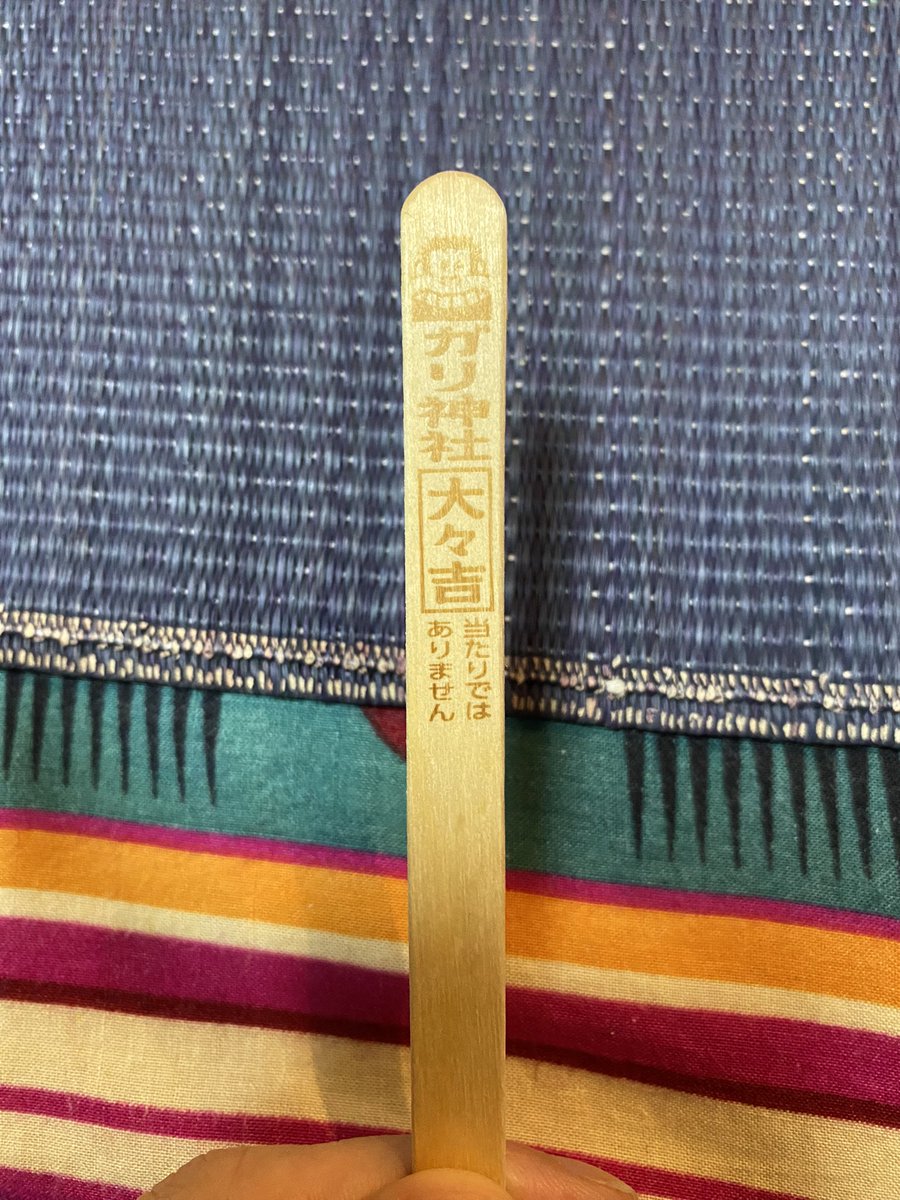 ガリ神社
大々吉
当たりでは
ありません